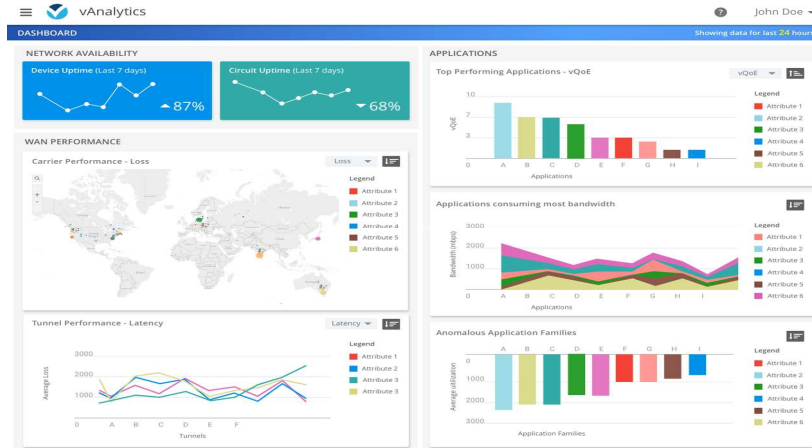 vAnalytics
John Doe
DASHBOARD
Showing data for last 24 hours
NETWORK AVAILABILITY
Device Uptime (Last 7 days)
87%
Circuit Uptime (Last 7 days)
68%
WAN PERFORMANCE
Carrier Performance - Loss
Loss
Legend
Attribute 1
Attribute 2
Attribute 3
Attribute 4
Attribute 5
Attribute 6
Tunnel Performance - Latency
Latency
Average Loss
3000
2000
1000
0 A B C D E F
Tunnels
Legend
Attribute 1
Attribute 2
Attribute 3
Attribute 3
APPLICATIONS
Top Performing Applications - vQoE
vQoE
vQoE
10
7
3
0 A B C D E F G H I
Applications
Legend
Attribute 1
Attribute 2
Attribute 3
Attribute 4
Attribute 5
Attribute 6
Applications consuming most bandwidth
Bandwidth (mbps)
3000
2000
1000
0 A B C D E F G H I
Applications
Legend
Attribute 1
Attribute 2
Attribute 3
Attribute 4
Attribute 5
Attribute 6
Anomalous Application Families
A B C D E F G H I
Average utilization
0
1000
2000
3000
Application Families
Legend
Attribute 1
Attribute 2
Attribute 3
Attribute 4
Attribute 5
Attribute 6